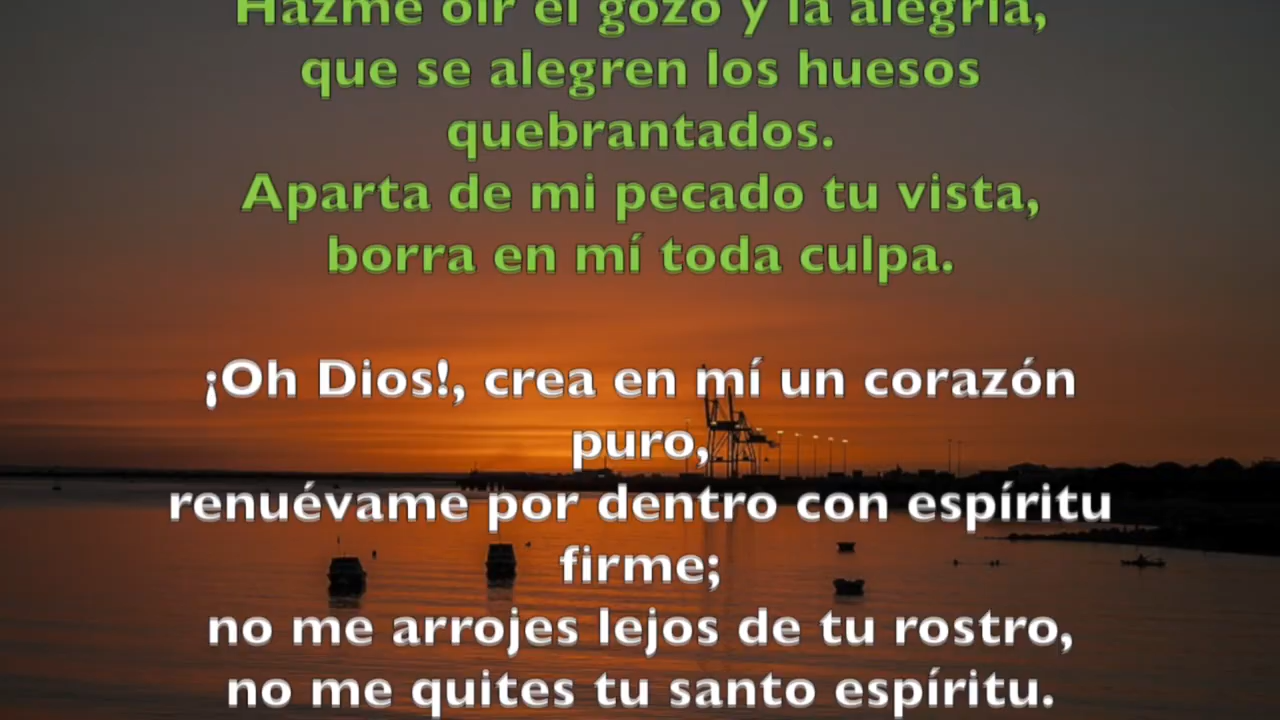 Hazme oír el gozo y la alegría,
que se alegren los huesos
quebrantados.
Aparta de mi pecado tu vista,
borra en mí toda culpa.
¡Oh Dios!, crea en mí un corazón
puro,
renuévame por dentro con espíritu
firme;
no me arrojes lejos de tu rostro,
no me quites tu santo espíritu.